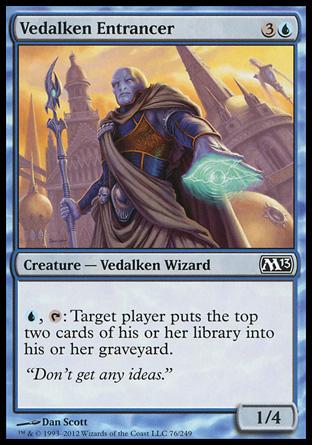 Vedalken Entrancer 3
Creature — Vedalken Wizard M13
, : Target player puts the top
two cards of his or her library into
his or her graveyard.
"Don't get any ideas."
Dan Scott
™ & © 1993–2012 Wizards of the Coast LLC 76/249
1/4